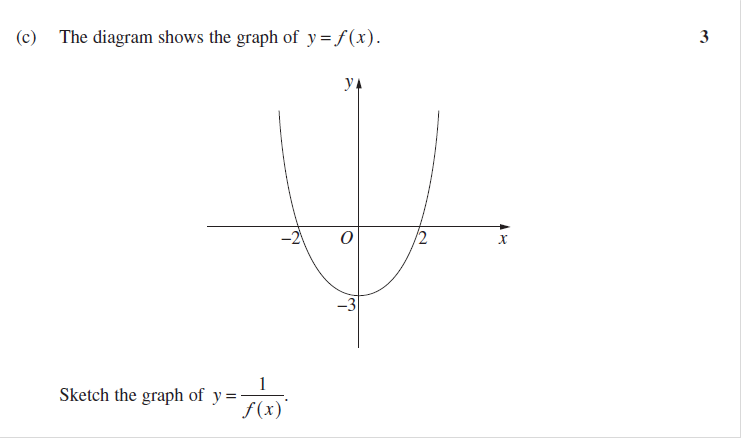 (c) The diagram shows the graph of y = f(x). 3
y
–2 O 2 x
–3
Sketch the graph of y = 1/f(x).